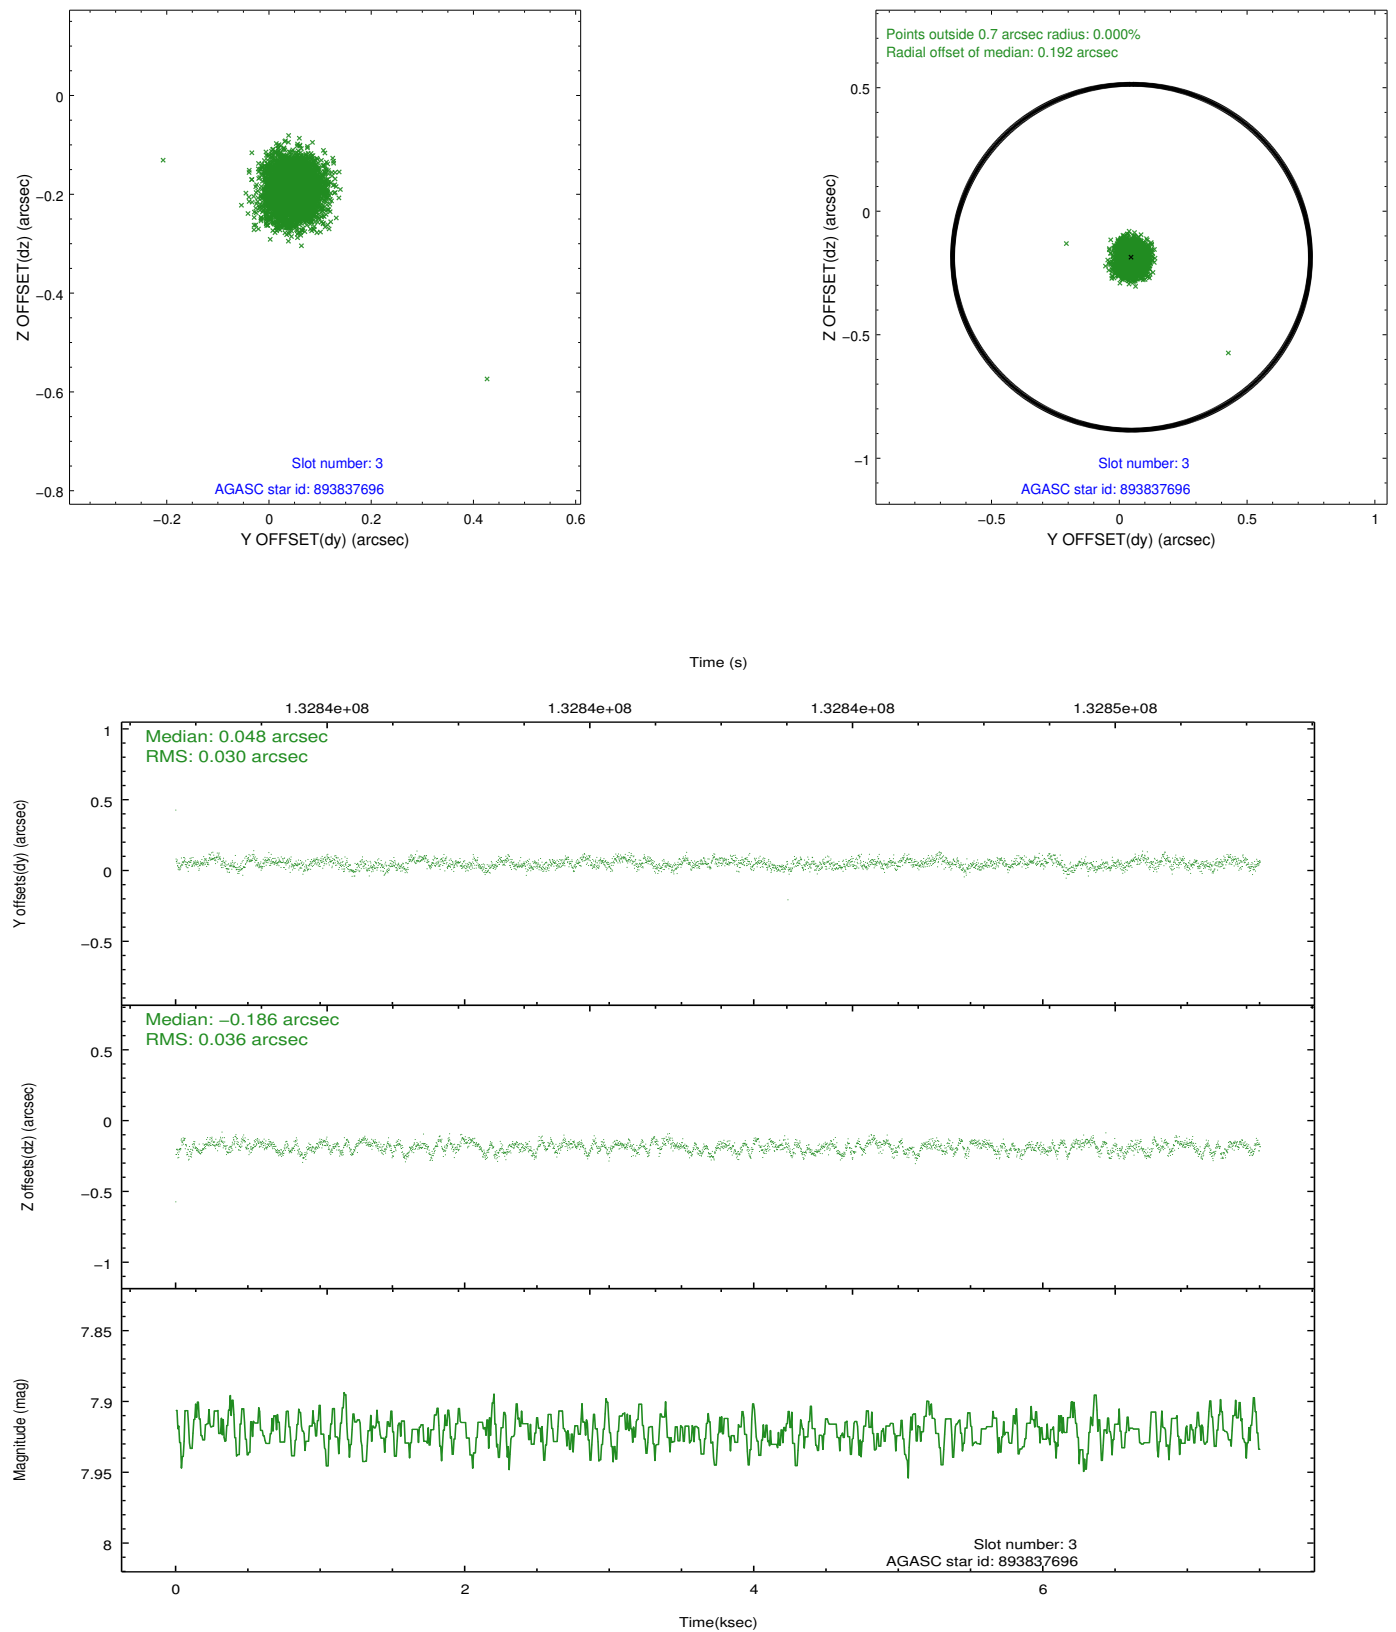 0
−0.2
−0.4
−0.6
−0.8
Z OFFSET(dz) (arcsec)
Slot number: 3
AGASC star id: 893837696
−0.2
0
0.2
0.4
0.6
Y OFFSET(dy) (arcsec)
Points outside 0.7 arcsec radius: 0.000%
Radial offset of median: 0.192 arcsec
0.5
0
−0.5
−1
Z OFFSET(dz) (arcsec)
Slot number: 3
AGASC star id: 893837696
−0.5
0
0.5
1
Y OFFSET(dy) (arcsec)
Time (s)
1.3284e+08
1.3284e+08
1.3284e+08
1.3285e+08
Median: 0.048 arcsec
RMS: 0.030 arcsec
1
0.5
0
−0.5
Y offsets(dy) (arcsec)
Median: −0.186 arcsec
RMS: 0.036 arcsec
0.5
0
−0.5
−1
Z offsets(dz) (arcsec)
7.85
7.9
7.95
8
Magnitude (mag)
Slot number: 3
AGASC star id: 893837696
0
2
4
6
Time(ksec)